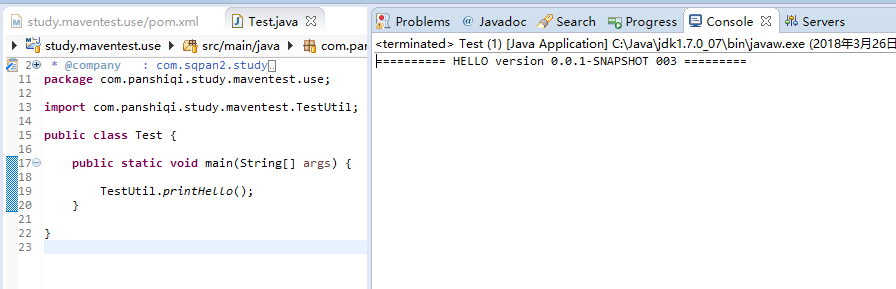 study.maventest.use/pom.xml
Test.java
study.maventest.use
src/main/java
com.pan
2 * @company : com.sqpan2.study
11 package com.panshiqi.study.maventest.use;
12
13 import com.panshiqi.study.maventest.TestUtil;
14
15 public class Test {
16
17 public static void main(String[] args) {
18
19 TestUtil.printHello();
20 }
21
22 }
23
Problems @ Javadoc Search Progress Console Servers
<terminated> Test (1) [Java Application] C:\Java\jdk1.7.0_07\bin\javaw.exe (2018年3月26日
========== HELLO version 0.0.1-SNAPSHOT 003 =========